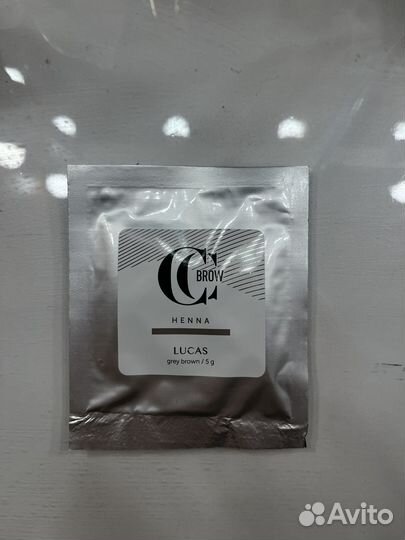 CC
BROW
HENNA
LUCAS
grey brown / 5 g
Avito